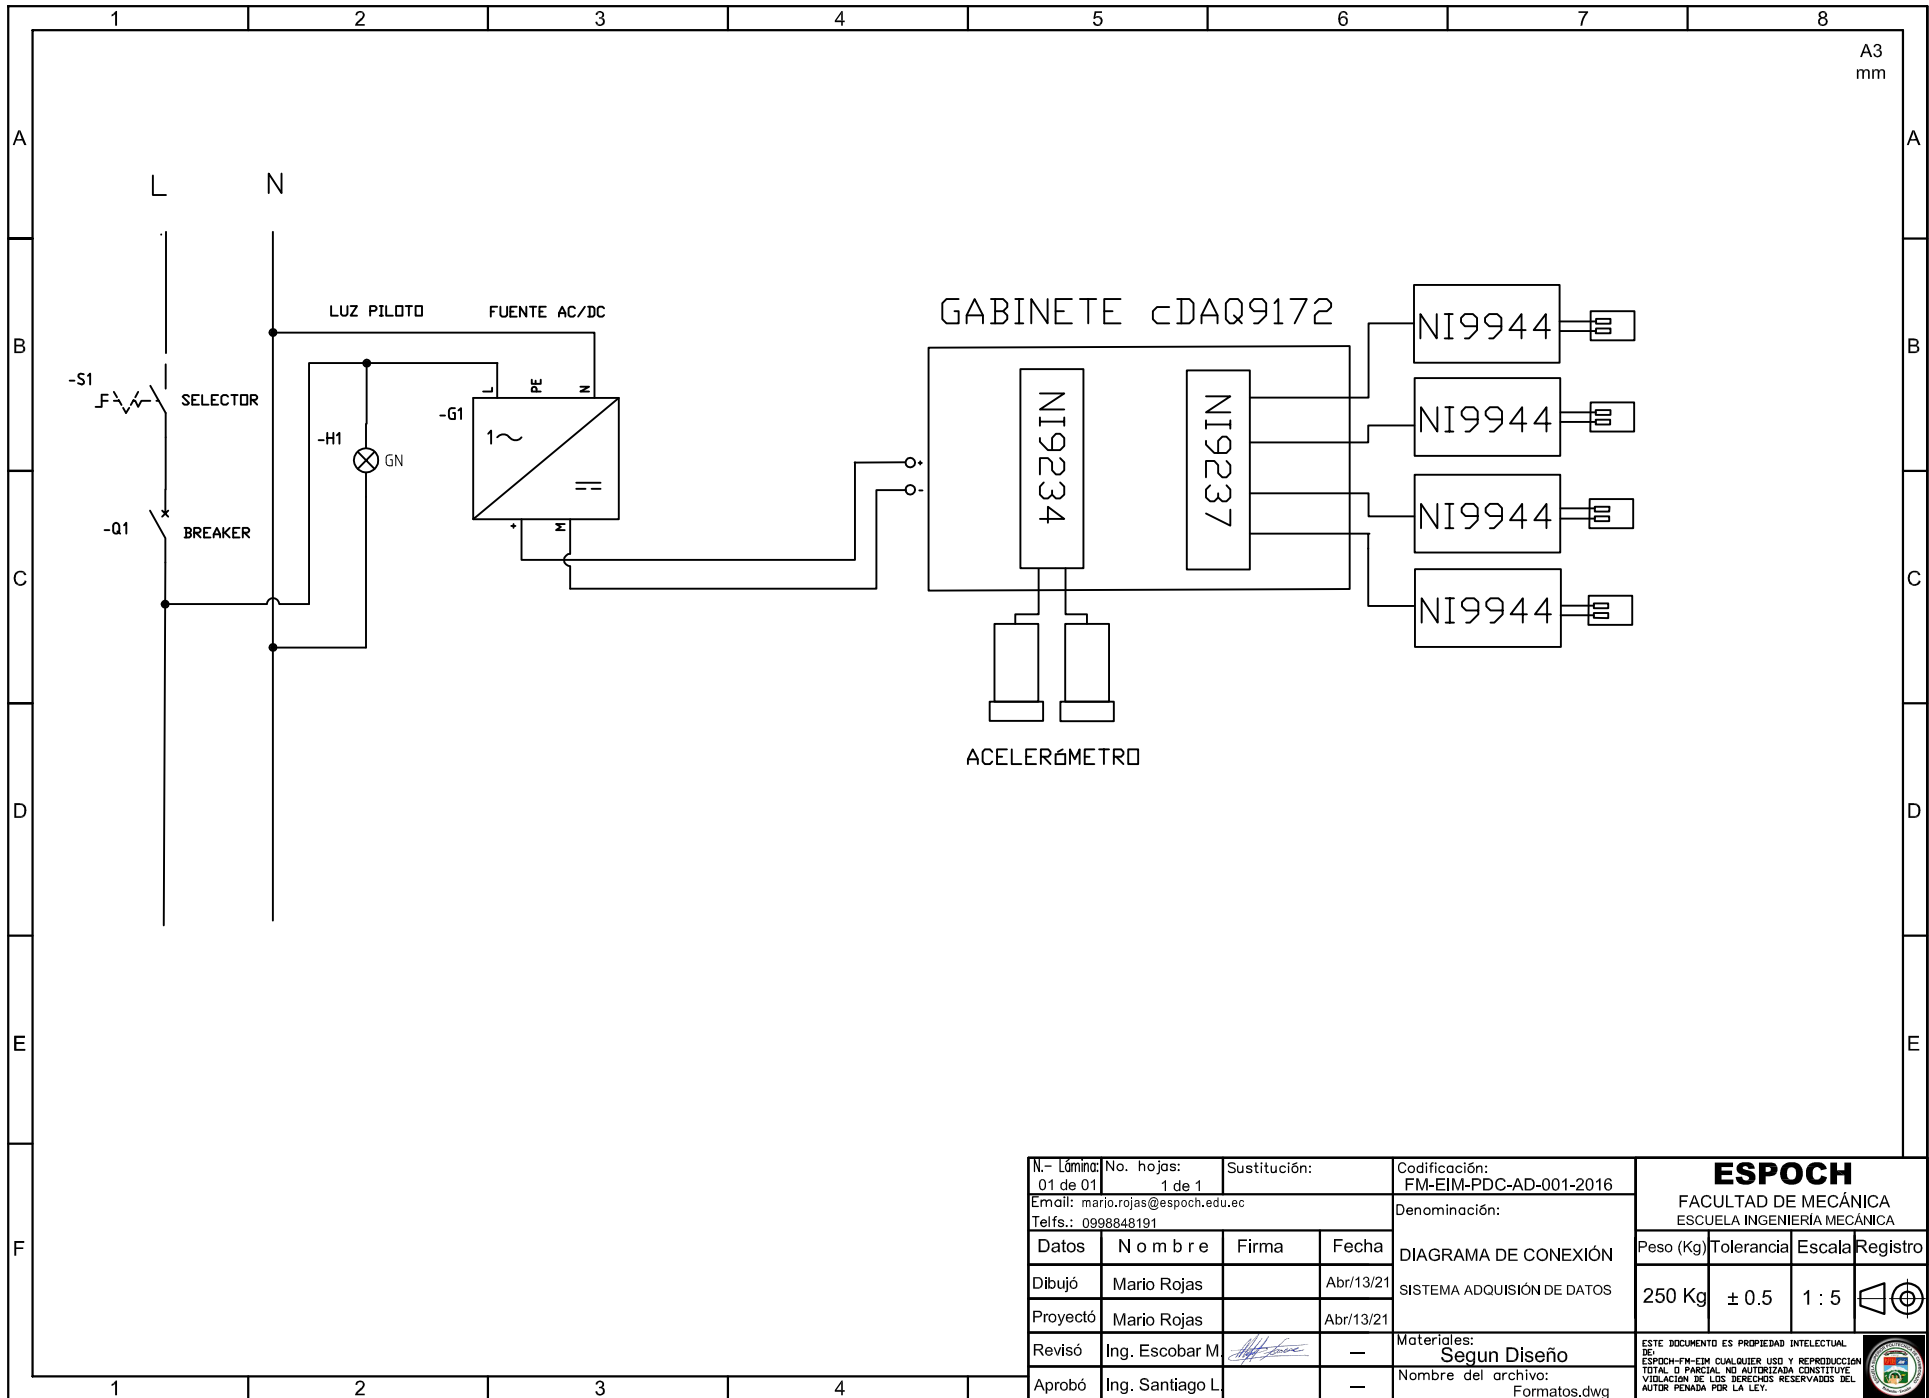 1 2 3 4 5 6 7 8
A3
mm
A A
L N
LUZ PILOTO FUENTE AC/DC
GABINETE cDAQ9172
B B
L PE N
-S1 SELECTOR
-H1 GN
-G1
1~
+ M
+
-
NI9234
NI9237
NI9944
NI9944
NI9944
NI9944
-Q1 BREAKER
C C
ACELERóMETRO
D D
E E
F
N.- Lámina: No. hojas: Sustitución: Codificación:
01 de 01 1 de 1 FM-EIM-PDC-AD-001-2016
Email: mario.rojas@espoch.edu.ec
Telfs.: 0998848191
Denominación:
DIAGRAMA DE CONEXIÓN
SISTEMA ADQUISIÓN DE DATOS
Datos Nombre Firma Fecha
Dibujó Mario Rojas Abr/13/21
Proyectó Mario Rojas Abr/13/21
Revisó Ing. Escobar M. —
Aprobó Ing. Santiago L. —
Materiales:
Segun Diseño
Nombre del archivo:
Formatos.dwg
ESPOCH
FACULTAD DE MECÁNICA
ESCUELA INGENIERÍA MECÁNICA
Peso (Kg) Tolerancia Escala Registro
250 Kg ± 0.5 1 : 5
ESTE DOCUMENTO ES PROPIEDAD INTELECTUAL
DE:
ESPOCH-FM-EIM CUALQUIER USO Y REPRODUCCIóN
TOTAL O PARCIAL NO AUTORIZADA CONSTITUYE
VIOLACIóN DE LOS DERECHOS RESERVADOS DEL
AUTOR PENADA POR LA LEY.
1 2 3 4